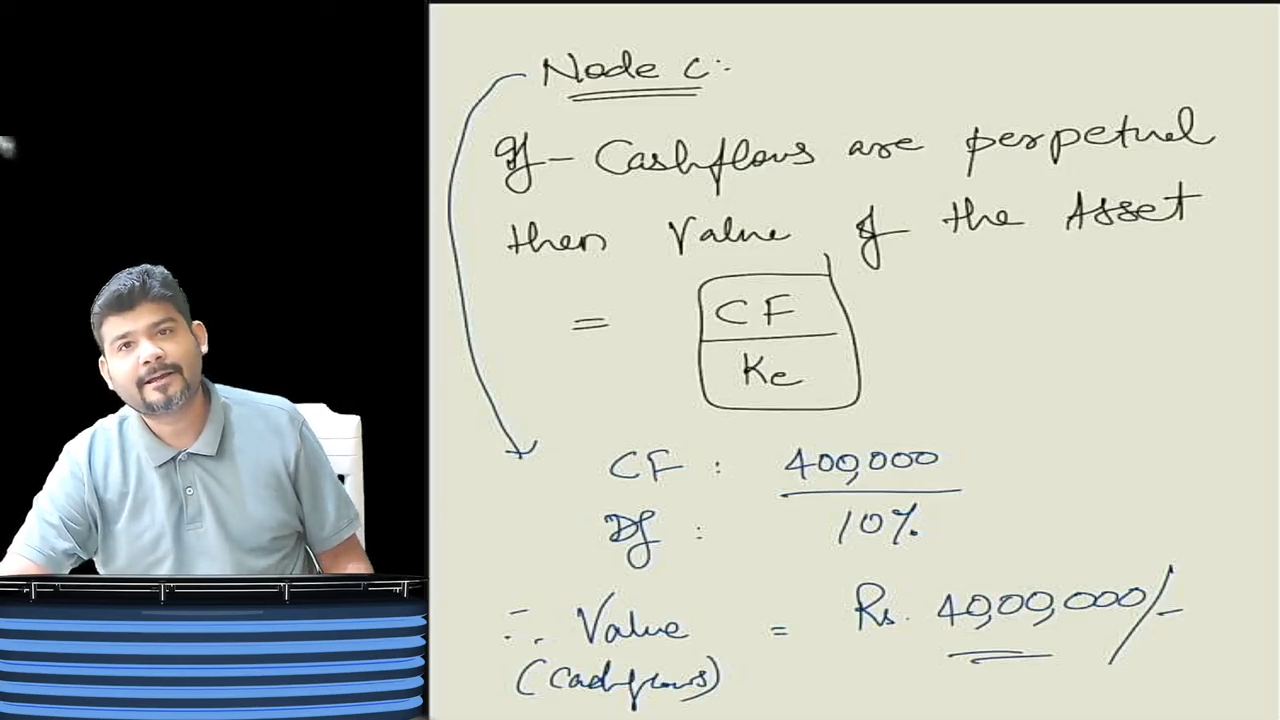 Node C:
If - Cashflows are perpetual
then Value of the Asset
= CF
Ke
CF : 400,000
Df : 10%
∴ Value = Rs. 40,00,000/-
(Cashflows)